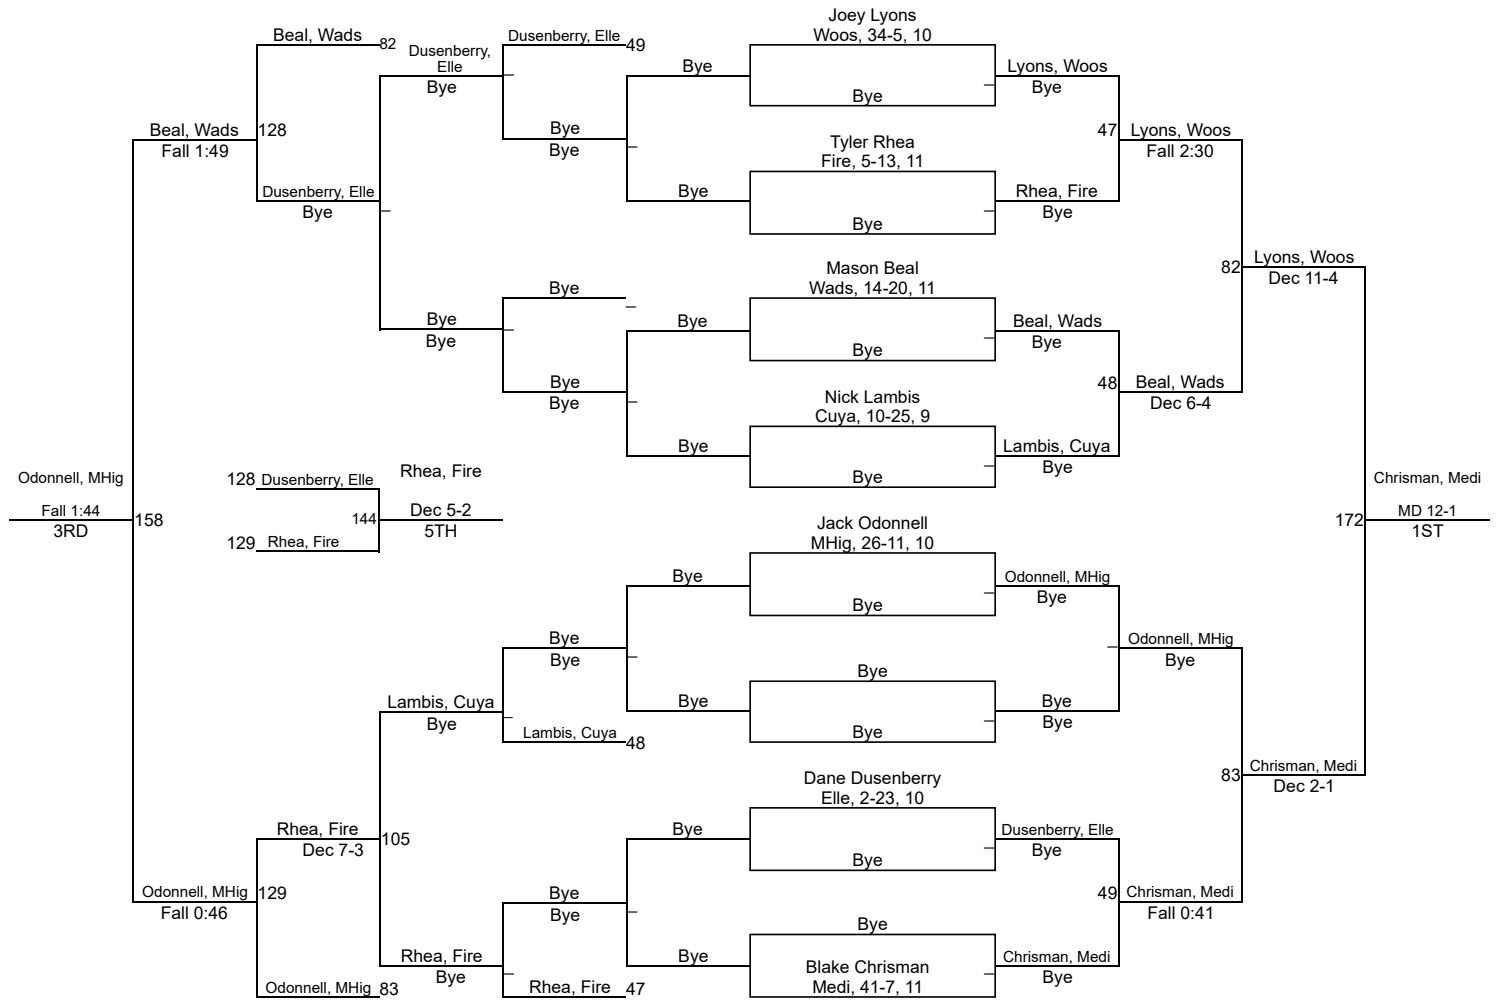 Joey Lyons
Woos, 34-5, 10
Beal, Wads
82
Dusenberry,
Elle
Bye
Dusenberry, Elle
49
Bye
Bye
Lyons, Woos
Bye
Beal, Wads
128
Fall 1:49
Bye
Bye
Tyler Rhea
Fire, 5-13, 11
47
Lyons, Woos
Fall 2:30
Dusenberry, Elle
Bye
Bye
Bye
Rhea, Fire
Bye
Mason Beal
Wads, 14-20, 11
82
Lyons, Woos
Dec 11-4
Bye
Bye
Bye
Bye
Bye
Beal, Wads
Bye
Bye
Bye
Nick Lambis
Cuya, 10-25, 9
48
Beal, Wads
Dec 6-4
Bye
Bye
Lambis, Cuya
Bye
Odonnell, MHig
Fall 1:44
3RD
158
128
Dusenberry, Elle
144
129
Rhea, Fire
Rhea, Fire
Dec 5-2
5TH
Chrisman, Medi
172
MD 12-1
1ST
Jack Odonnell
MHig, 26-11, 10
Bye
Bye
Odonnell, MHig
Bye
Bye
Bye
Odonnell, MHig
Bye
Lambis, Cuya
Bye
Lambis, Cuya
48
Bye
Bye
Bye
Bye
Bye
Dane Dusenberry
Elle, 2-23, 10
83
Chrisman, Medi
Dec 2-1
Rhea, Fire
105
Dec 7-3
Bye
Bye
Dusenberry, Elle
Bye
Odonnell, MHig
129
Fall 0:46
Bye
Bye
49
Chrisman, Medi
Fall 0:41
Bye
Rhea, Fire
Bye
Bye
Blake Chrisman
Medi, 41-7, 11
Chrisman, Medi
Bye
Odonnell, MHig
83
Rhea, Fire
47